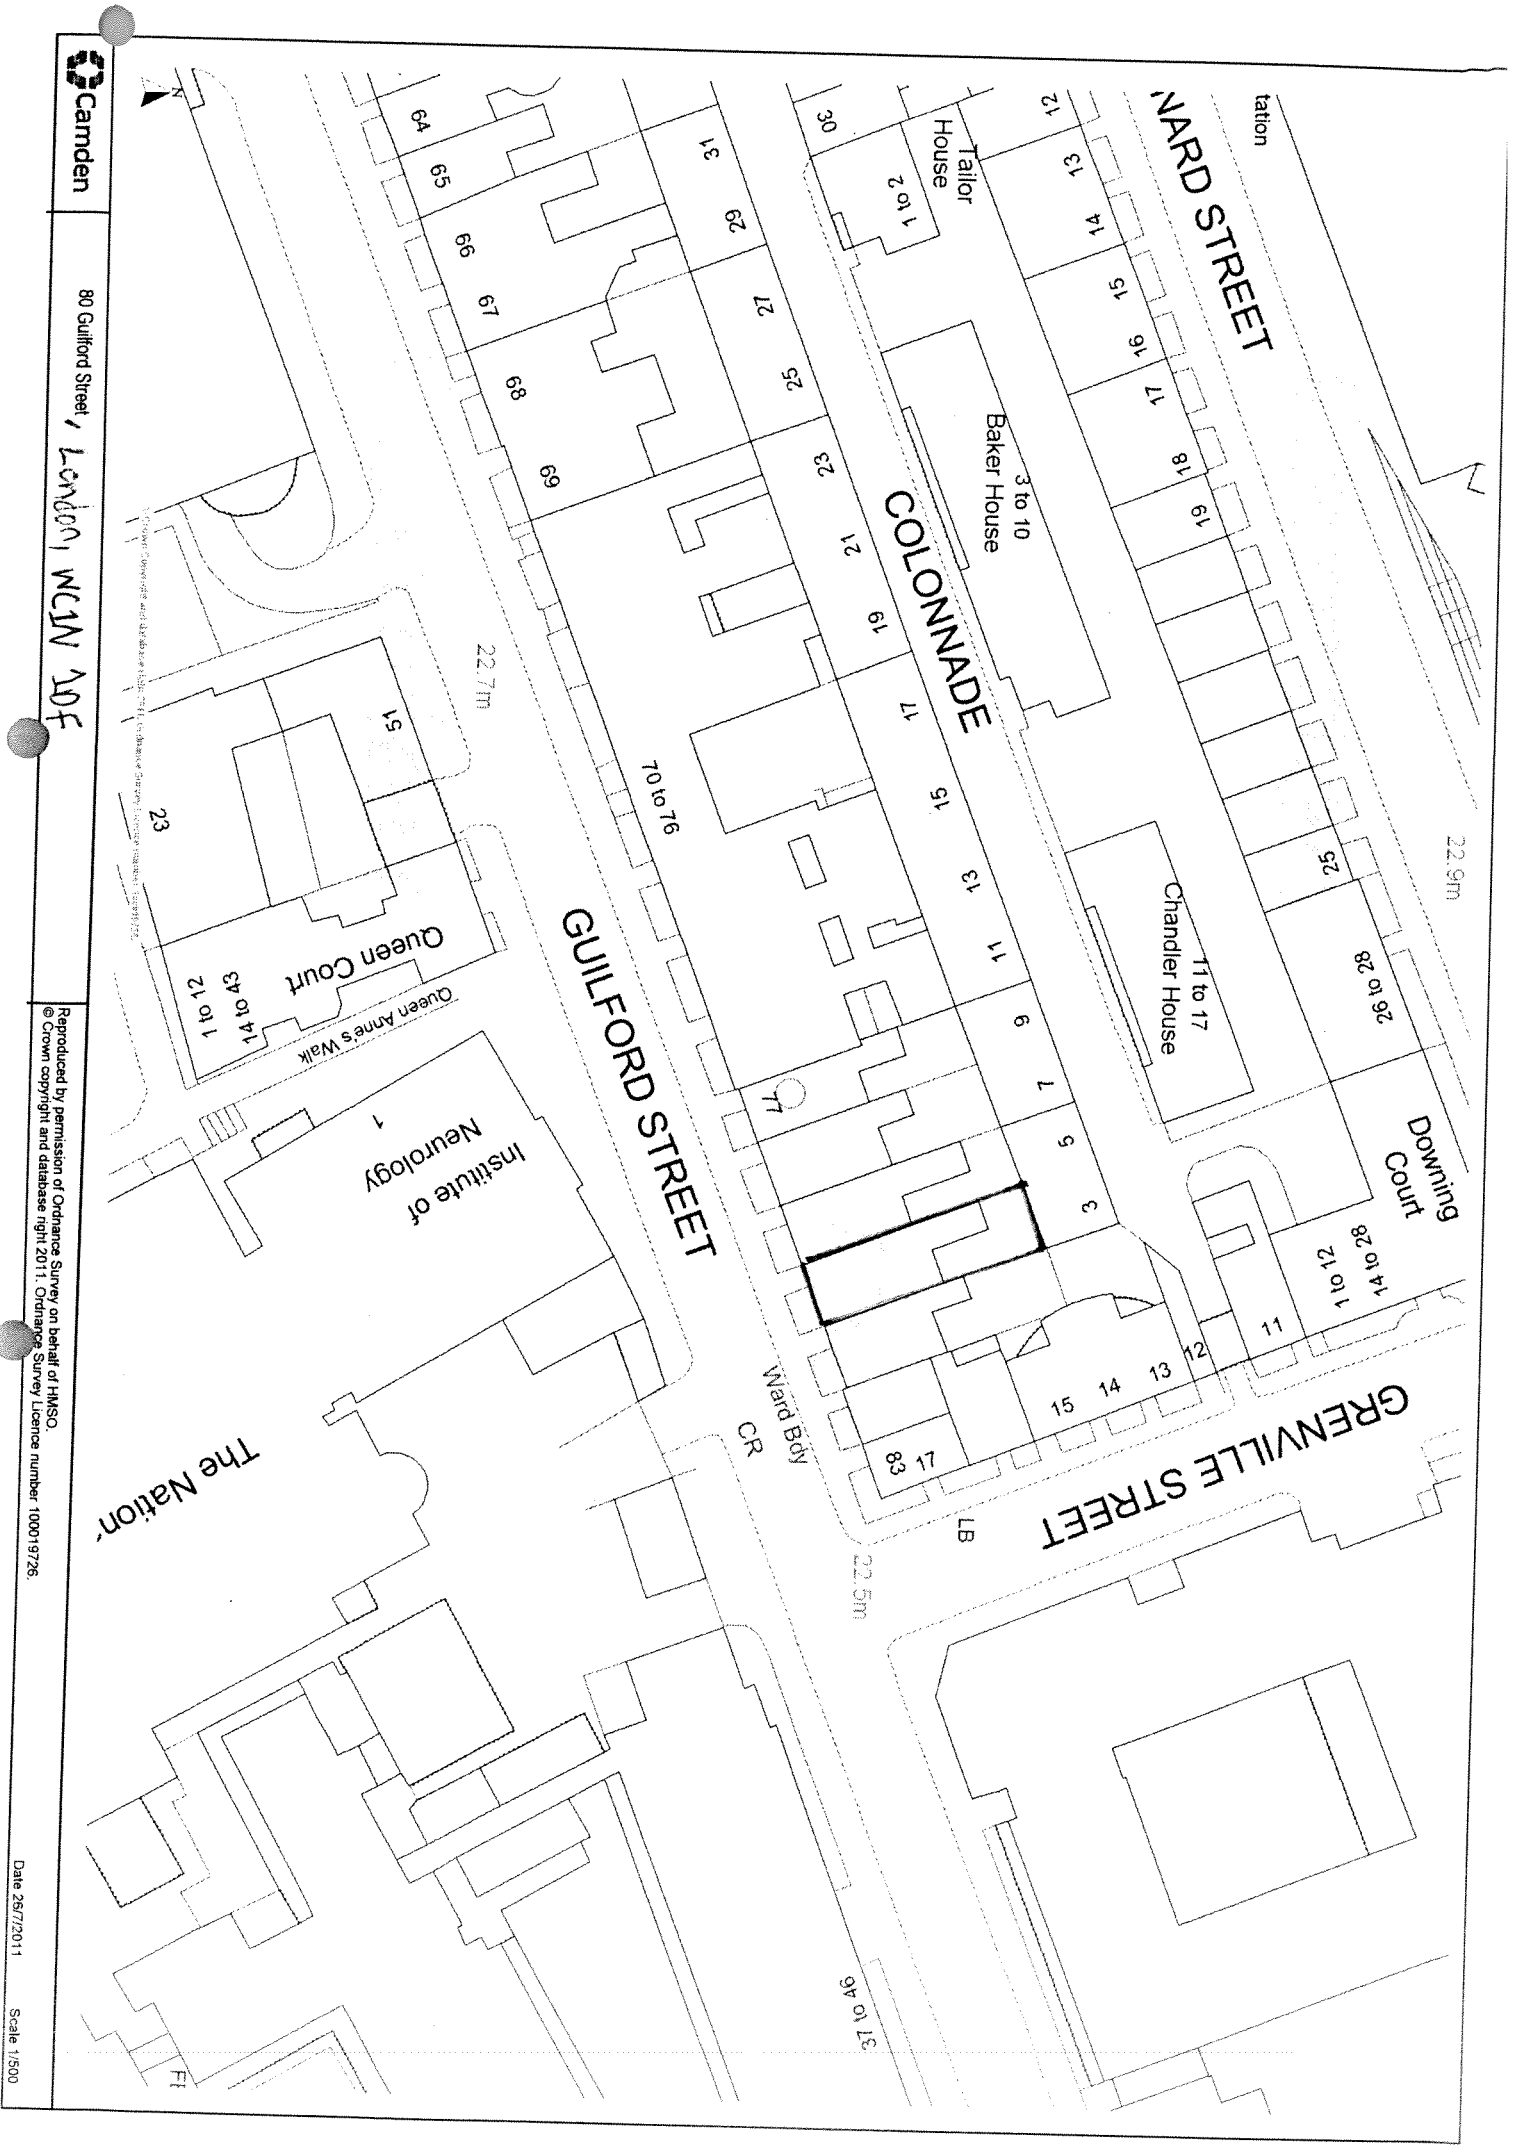 NARD STREET
tation
22.9m
12
13
14
15
16
17
18
19
25
26 to 28
Downing
Court
1 to 12
14 to 28
Tailor
House
1 to 2
30
3 to 10
Baker House
11 to 17
Chandler House
COLONNADE
31
29
27
25
23
21
19
17
15
13
11
9
7
5
3
11
12
13
14
15
17
83
GRENVILLE STREET
LB
22.5m
64
65
66
67
68
69
70 to 76
77
GUILFORD STREET
22.7m
Ward Bdy
CR
37 to 46
51
23
Queen Court
1 to 12
14 to 43
Queen Anne's Walk
1
Institute of
Neurology
The Nation
N
Camden
80 Guilford Street, London, WC1N 1DF
Reproduced by permission of Ordnance Survey on behalf of HMSO.
© Crown copyright and database right 2011. Ordnance Survey Licence number 100019726.
Date 26/7/2011
Scale 1/500